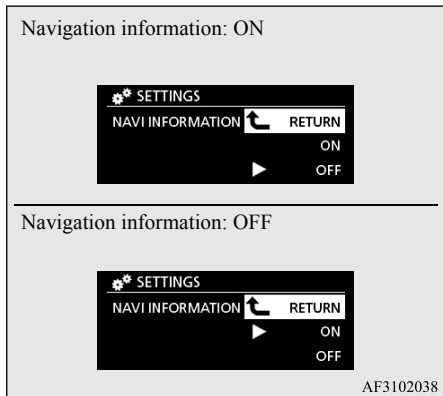 Navigation information: ON
SETTINGS
NAVI INFORMATION RETURN
ON
OFF
Navigation information: OFF
SETTINGS
NAVI INFORMATION RETURN
ON
OFF
AF3102038